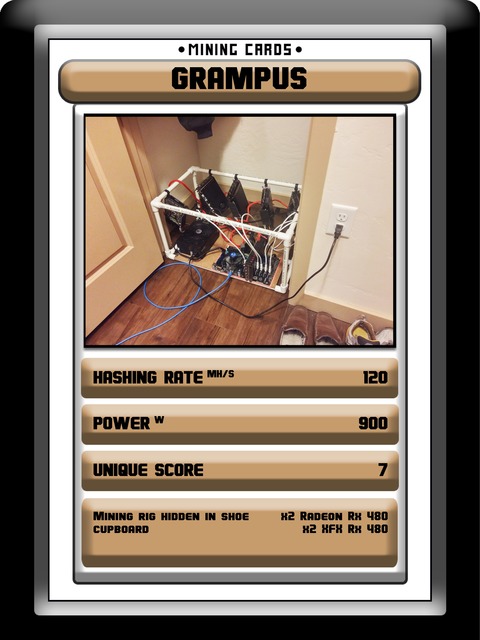 •MINING CARDS•
GRAMPUS
HASHING RATE MH/S 120
POWER W 900
UNIQUE SCORE 7
MINING RIG HIDDEN IN SHOE x2 RADEON RX 480
CUPBOARD x2 XFX RX 480